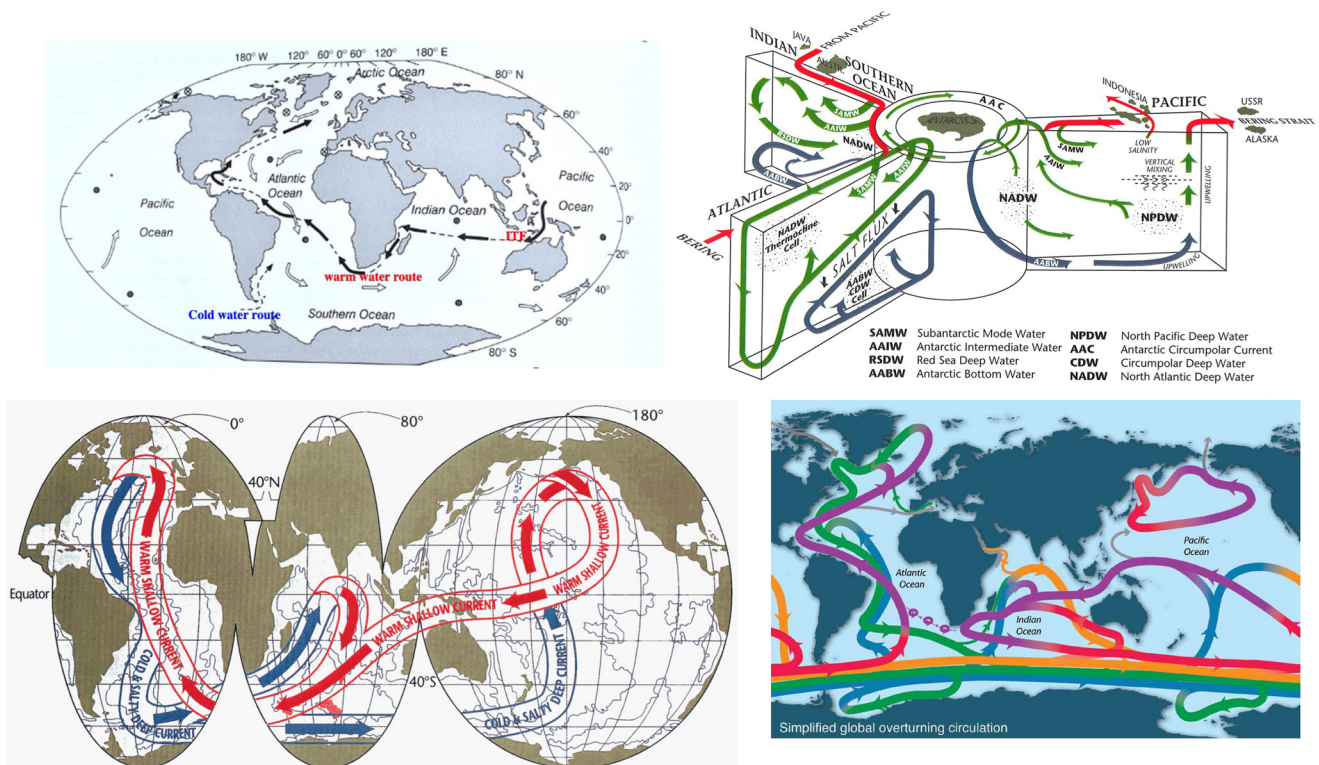 180° W 120° 60° 0° 60° 120° 180° E
Arctic Ocean
80° N
60°
40°
20°
0°
20°
40°
60°
80° S
Atlantic
Ocean
Pacific
Ocean
Pacific
Ocean
Indian Ocean
ITF
warm water route
Cold water route
Southern Ocean
INDIAN
JAVA
FROM PACIFIC
AUSTR.
SOUTHERN
OCEAN
AAC
ANTARCTICA
INDONESIA
PACIFIC
USSR
BERING STRAIT
ALASKA
SAMW
AAIW
RSDW
NADW
AABW
SAMW
AAIW
LOW
SALINITY
VERTICAL
MIXING
UPWELLING
ATLANTIC
BERING
SAMW
AAIW
NADW
Thermocline
Cell
SALT FLUX
AABW
CDW
Cell
NADW
NPDW
AABW
UPWELLING
SAMW Subantarctic Mode Water
AAIW Antarctic Intermediate Water
RSDW Red Sea Deep Water
AABW Antarctic Bottom Water
NPDW North Pacific Deep Water
AAC Antarctic Circumpolar Current
CDW Circumpolar Deep Water
NADW North Atlantic Deep Water
0°
80°
180°
40°N
Equator
40°S
WARM SHALLOW CURRENT
COLD & SALTY DEEP CURRENT
WARM SHALLOW CURRENT
WARM SHALLOW CURRENT
COLD & SALTY DEEP CURRENT
Atlantic
Ocean
Indian
Ocean
Pacific
Ocean
Simplified global overturning circulation